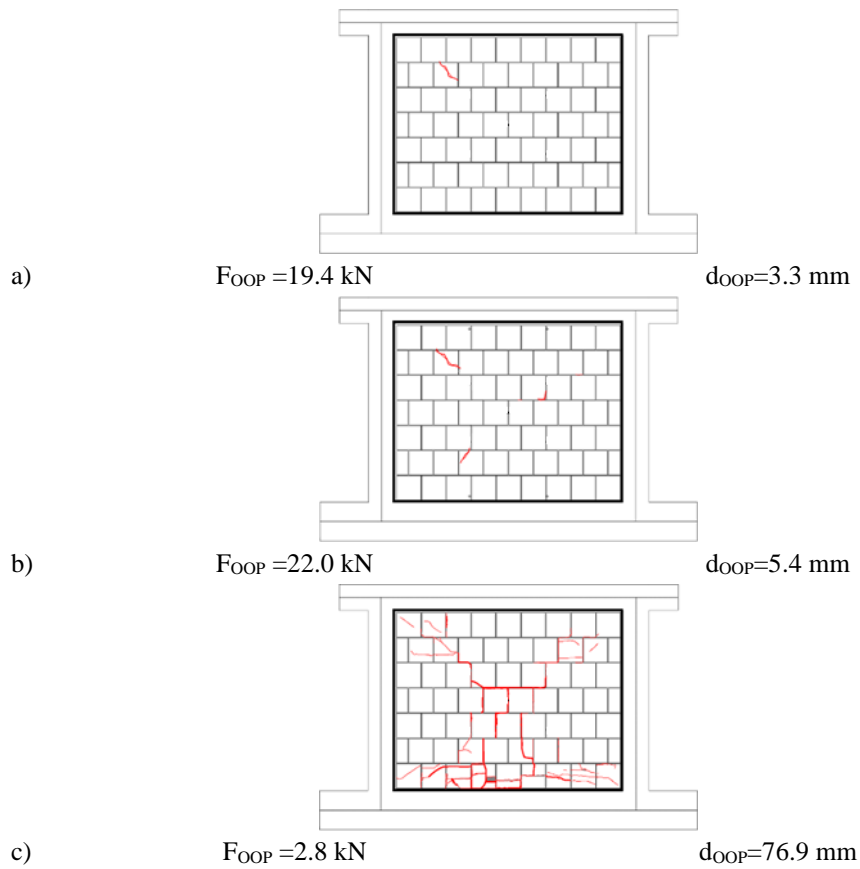 a) F_OOP =19.4 kN d_OOP=3.3 mm
b) F_OOP =22.0 kN d_OOP=5.4 mm
c) F_OOP =2.8 kN d_OOP=76.9 mm